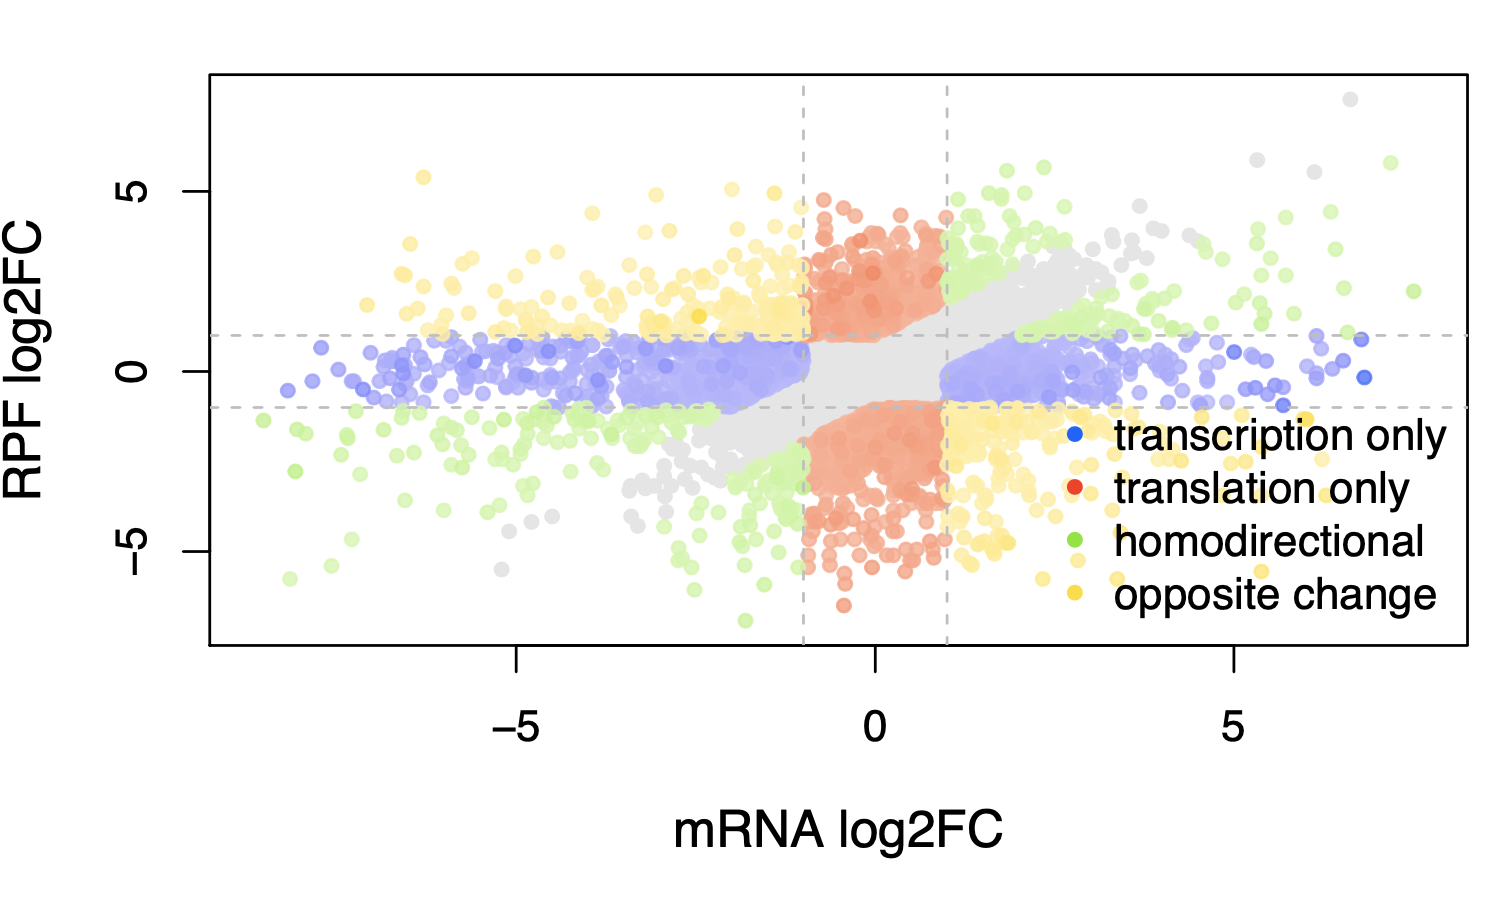 RPF log2FC
5
0
−5
transcription only
translation only
homodirectional
opposite change
−5
0
5
mRNA log2FC